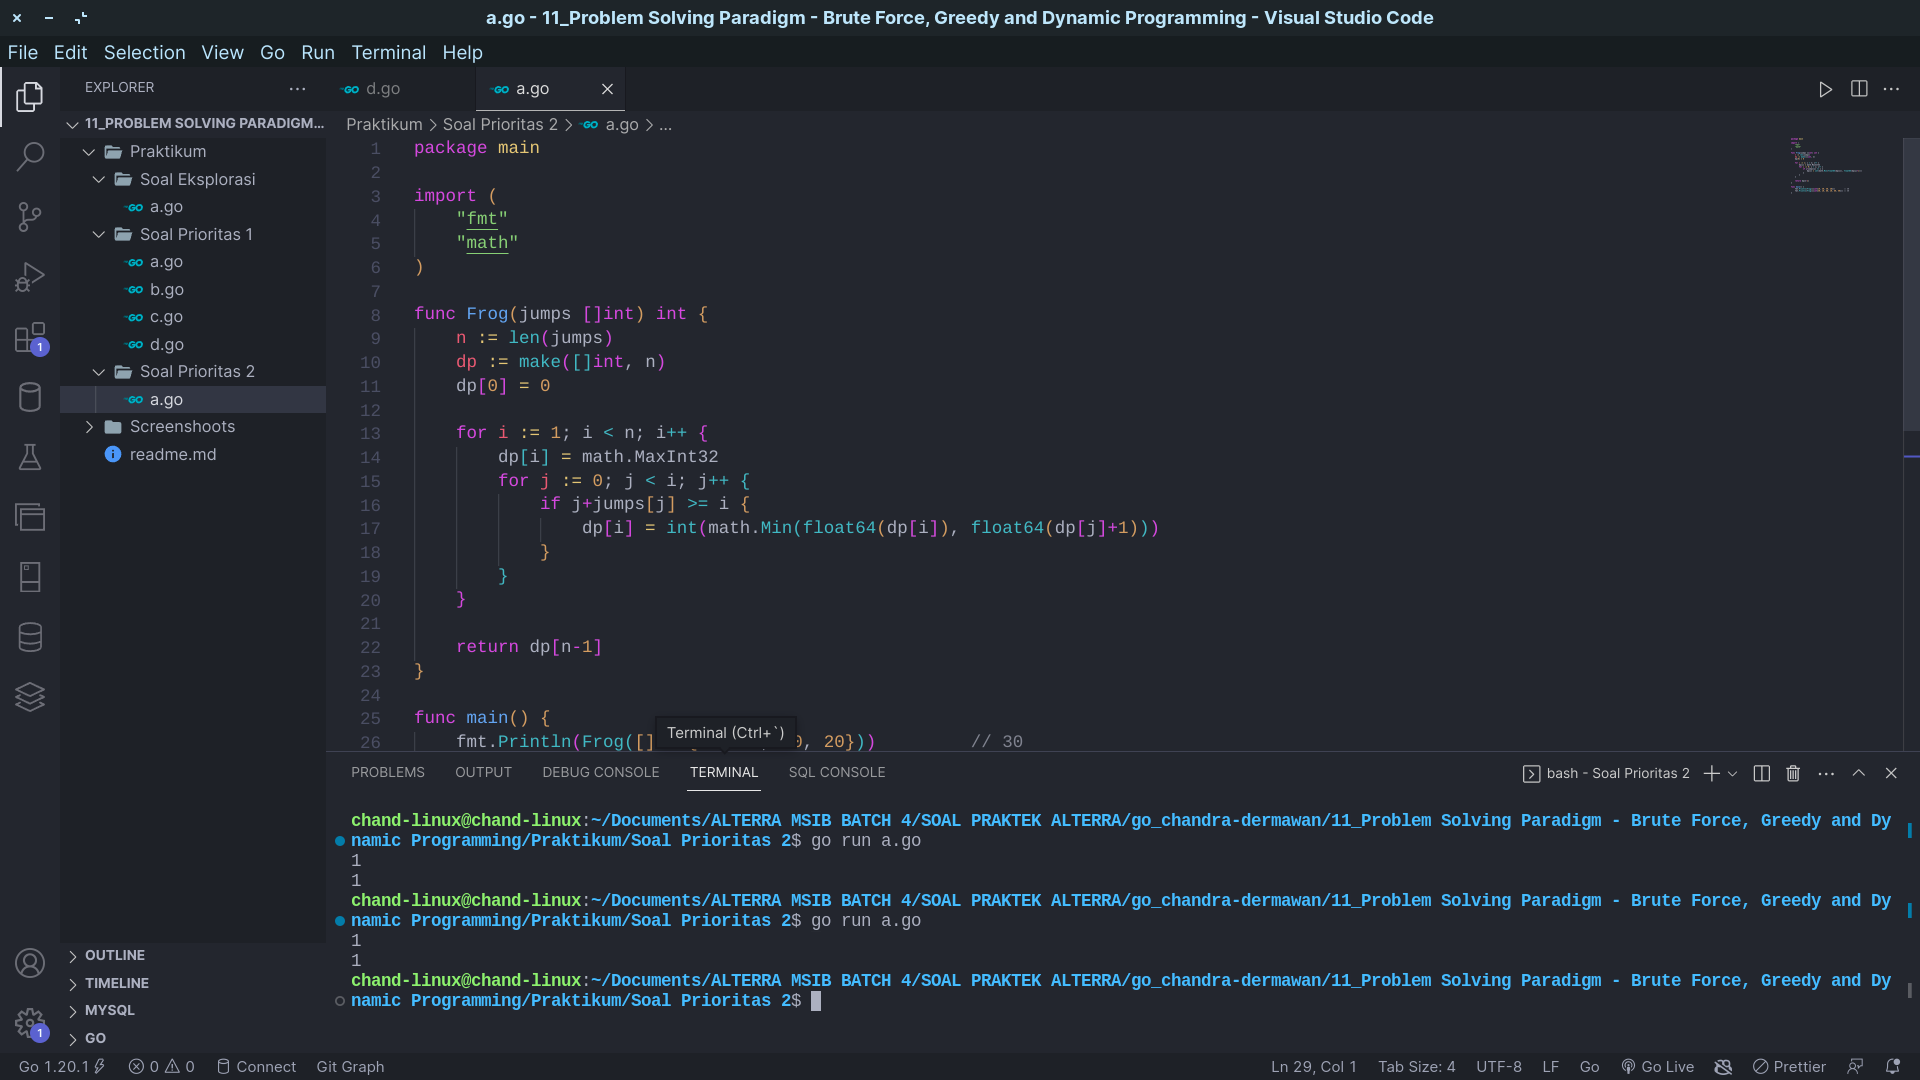 a.go - 11_Problem Solving Paradigm - Brute Force, Greedy and Dynamic Programming - Visual Studio Code
File Edit Selection View Go Run Terminal Help
EXPLORER
11_PROBLEM SOLVING PARADIGM...
Praktikum
Soal Eksplorasi
a.go
Soal Prioritas 1
a.go
b.go
c.go
d.go
Soal Prioritas 2
a.go
Screenshoots
readme.md
OUTLINE
TIMELINE
MYSQL
GO
d.go a.go
Praktikum > Soal Prioritas 2 > a.go > ...
1 package main
2
3 import (
4 "fmt"
5 "math"
6 )
7
8 func Frog(jumps []int) int {
9 n := len(jumps)
10 dp := make([]int, n)
11 dp[0] = 0
12
13 for i := 1; i < n; i++ {
14 dp[i] = math.MaxInt32
15 for j := 0; j < i; j++ {
16 if j+jumps[j] >= i {
17 dp[i] = int(math.Min(float64(dp[i]), float64(dp[j]+1)))
18 }
19 }
20 }
21
22 return dp[n-1]
23 }
24
25 func main() {
26 fmt.Println(Frog([] 0, 20})) // 30
Terminal (Ctrl+`)
PROBLEMS OUTPUT DEBUG CONSOLE TERMINAL SQL CONSOLE
bash - Soal Prioritas 2
chand-linux@chand-linux:~/Documents/ALTERRA MSIB BATCH 4/SOAL PRAKTEK ALTERRA/go_chandra-dermawan/11_Problem Solving Paradigm - Brute Force, Greedy and Dy
namic Programming/Praktikum/Soal Prioritas 2$ go run a.go
1
1
chand-linux@chand-linux:~/Documents/ALTERRA MSIB BATCH 4/SOAL PRAKTEK ALTERRA/go_chandra-dermawan/11_Problem Solving Paradigm - Brute Force, Greedy and Dy
namic Programming/Praktikum/Soal Prioritas 2$ go run a.go
1
1
chand-linux@chand-linux:~/Documents/ALTERRA MSIB BATCH 4/SOAL PRAKTEK ALTERRA/go_chandra-dermawan/11_Problem Solving Paradigm - Brute Force, Greedy and Dy
namic Programming/Praktikum/Soal Prioritas 2$
1
1
Go 1.20.1 0 0 Connect Git Graph Ln 29, Col 1 Tab Size: 4 UTF-8 LF Go Go Live Prettier